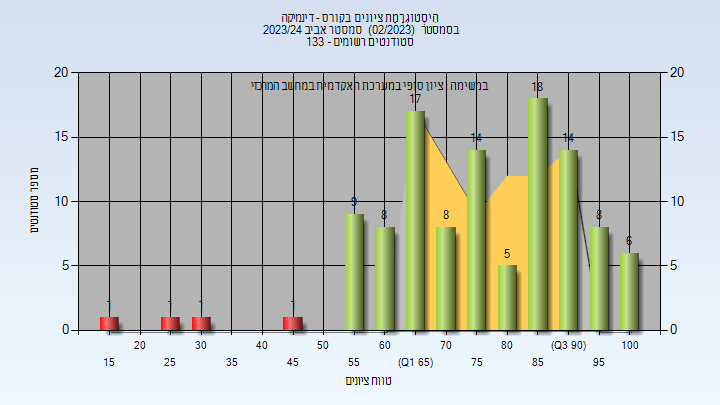 היסטוגרמת ציונים בקורס - דינמיקה
בסמסטר (02/2023) סמסטר אביב 2023/24
סטודנטים רשומים - 133
במשימה ציון סופי במערכת האקדמית במחשב המרכזי
20 20
15 15
10 10
5 5
0 0
מספר סטודנטים
1 1 1 1 9 8 17 8 14 5 18 14 8 6
20 30 40 50 60 70 80 (Q3 90) 100
15 25 35 45 55 (Q1 65) 75 85 95
טווח ציונים